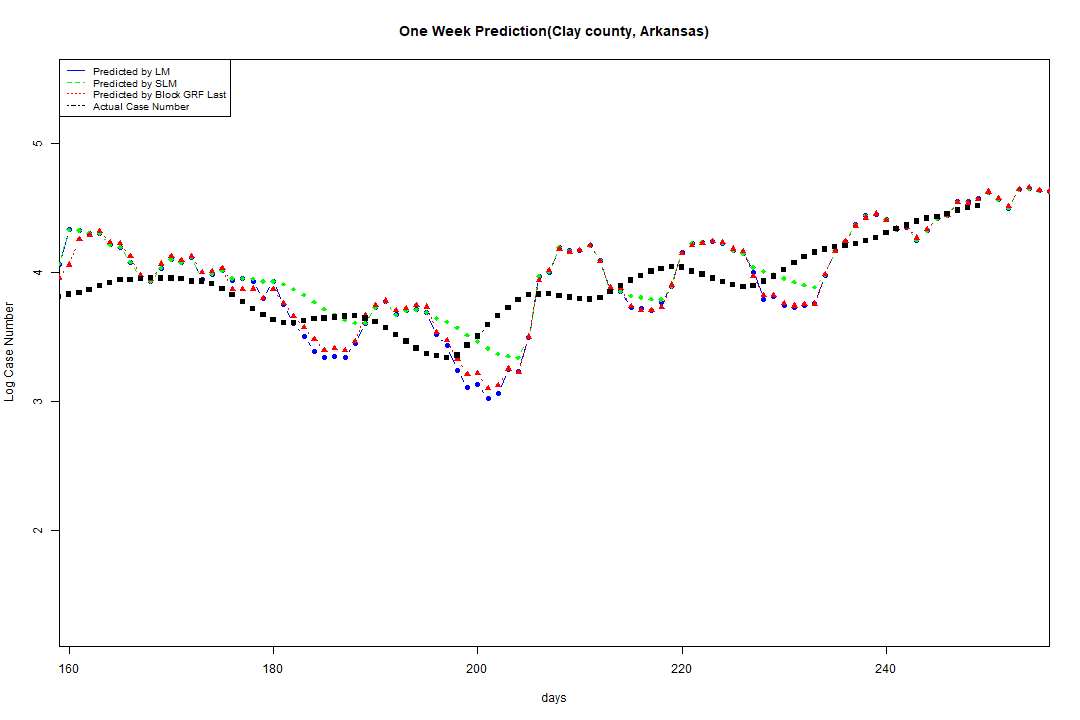 One Week Prediction(Clay county, Arkansas)
Predicted by LM
Predicted by SLM
Predicted by Block GRF Last
Actual Case Number
5
4
3
2
Log Case Number
160 180 200 220 240
days